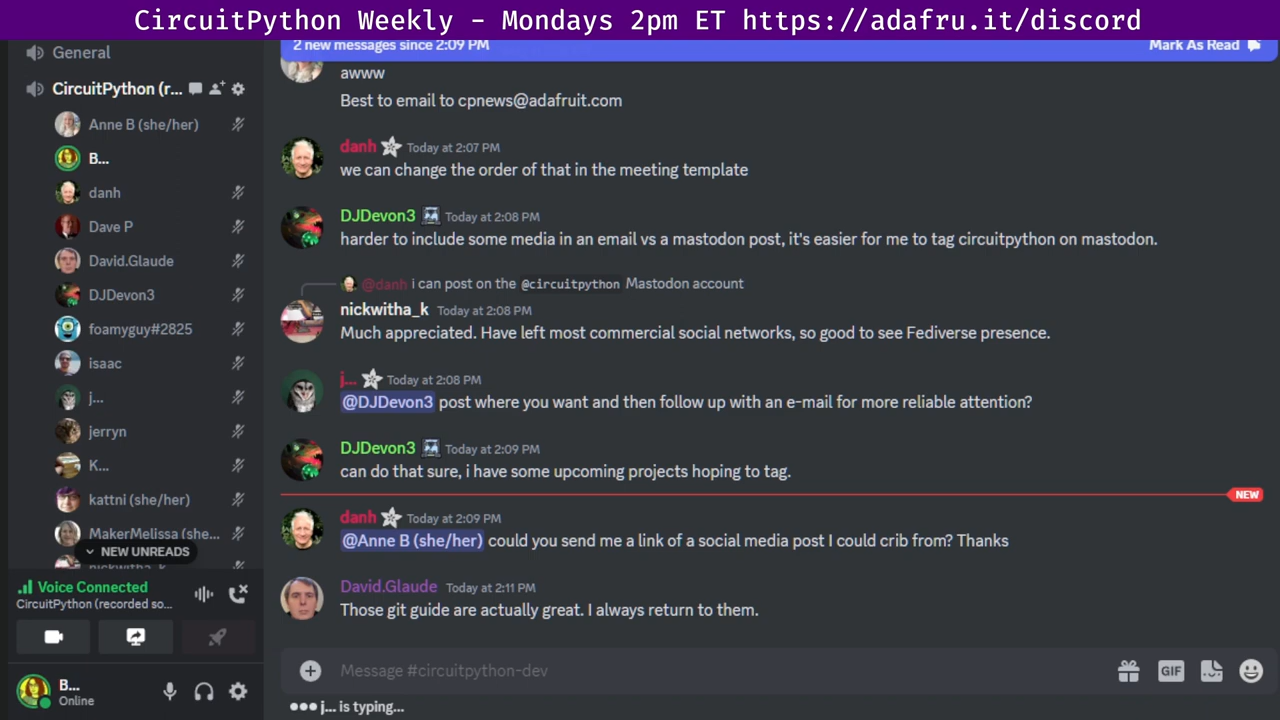 CircuitPython Weekly - Mondays 2pm ET https://adafru.it/discord
General
CircuitPython (r...
Anne B (she/her)
B...
danh
Dave P
David.Glaude
DJDevon3
foamyguy#2825
isaac
j...
jerryn
K...
kattni (she/her)
MakerMelissa (she...
NEW UNREADS
nickwitha_k
Voice Connected
CircuitPython (recorded so...
B...
Online
2 new messages since 2:09 PM
Mark As Read
awww
Best to email to cpnews@adafruit.com
danh Today at 2:07 PM
we can change the order of that in the meeting template
DJDevon3 Today at 2:08 PM
harder to include some media in an email vs a mastodon post, it's easier for me to tag circuitpython on mastodon.
@danh i can post on the @circuitpython Mastodon account
nickwitha_k Today at 2:08 PM
Much appreciated. Have left most commercial social networks, so good to see Fediverse presence.
j... Today at 2:08 PM
@DJDevon3 post where you want and then follow up with an e-mail for more reliable attention?
DJDevon3 Today at 2:09 PM
can do that sure, i have some upcoming projects hoping to tag.
NEW
danh Today at 2:09 PM
@Anne B (she/her) could you send me a link of a social media post I could crib from? Thanks
David.Glaude Today at 2:11 PM
Those git guide are actually great. I always return to them.
Message #circuitpython-dev
GIF
j... is typing...